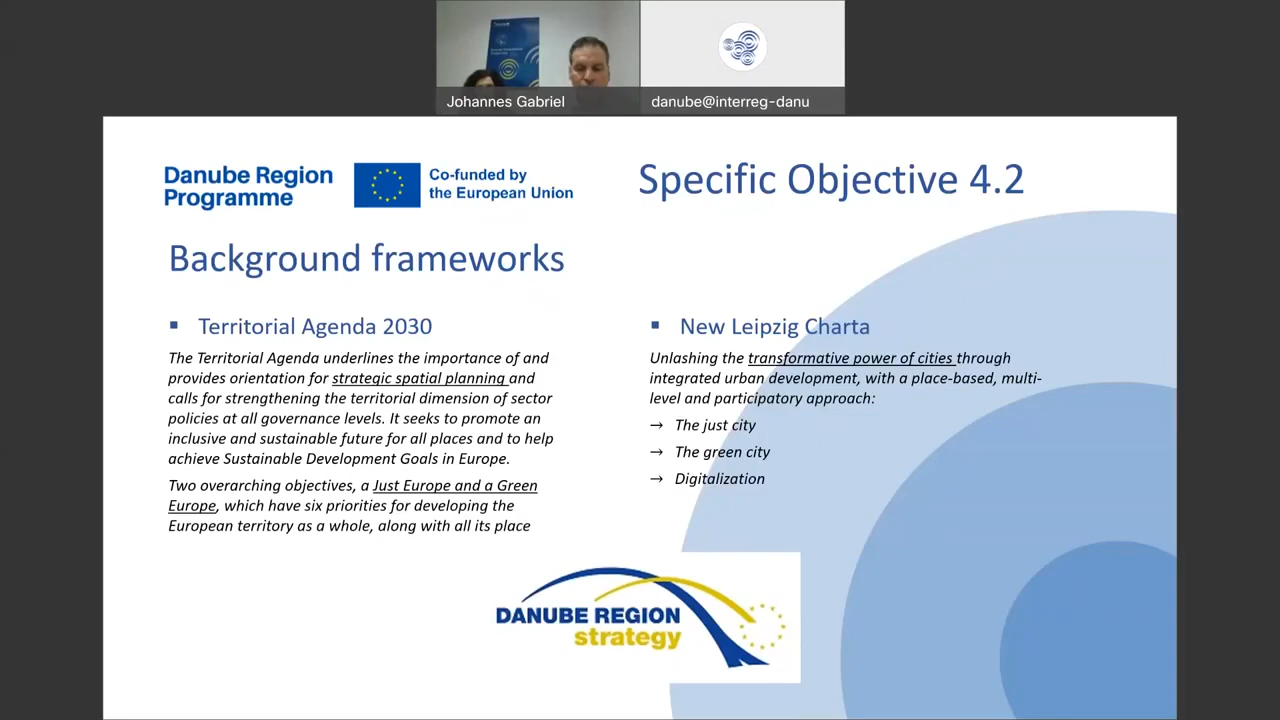 Johannes Gabriel
danube@interreg-danu
Danube Region
Programme
Co-funded by
the European Union
Specific Objective 4.2
Background frameworks
▪ Territorial Agenda 2030
The Territorial Agenda underlines the importance of and
provides orientation for strategic spatial planning and
calls for strengthening the territorial dimension of sector
policies at all governance levels. It seeks to promote an
inclusive and sustainable future for all places and to help
achieve Sustainable Development Goals in Europe.
Two overarching objectives, a Just Europe and a Green
Europe, which have six priorities for developing the
European territory as a whole, along with all its place
▪ New Leipzig Charta
Unlashing the transformative power of cities through
integrated urban development, with a place-based, multi-
level and participatory approach:
→ The just city
→ The green city
→ Digitalization
DANUBE REGION
strategy